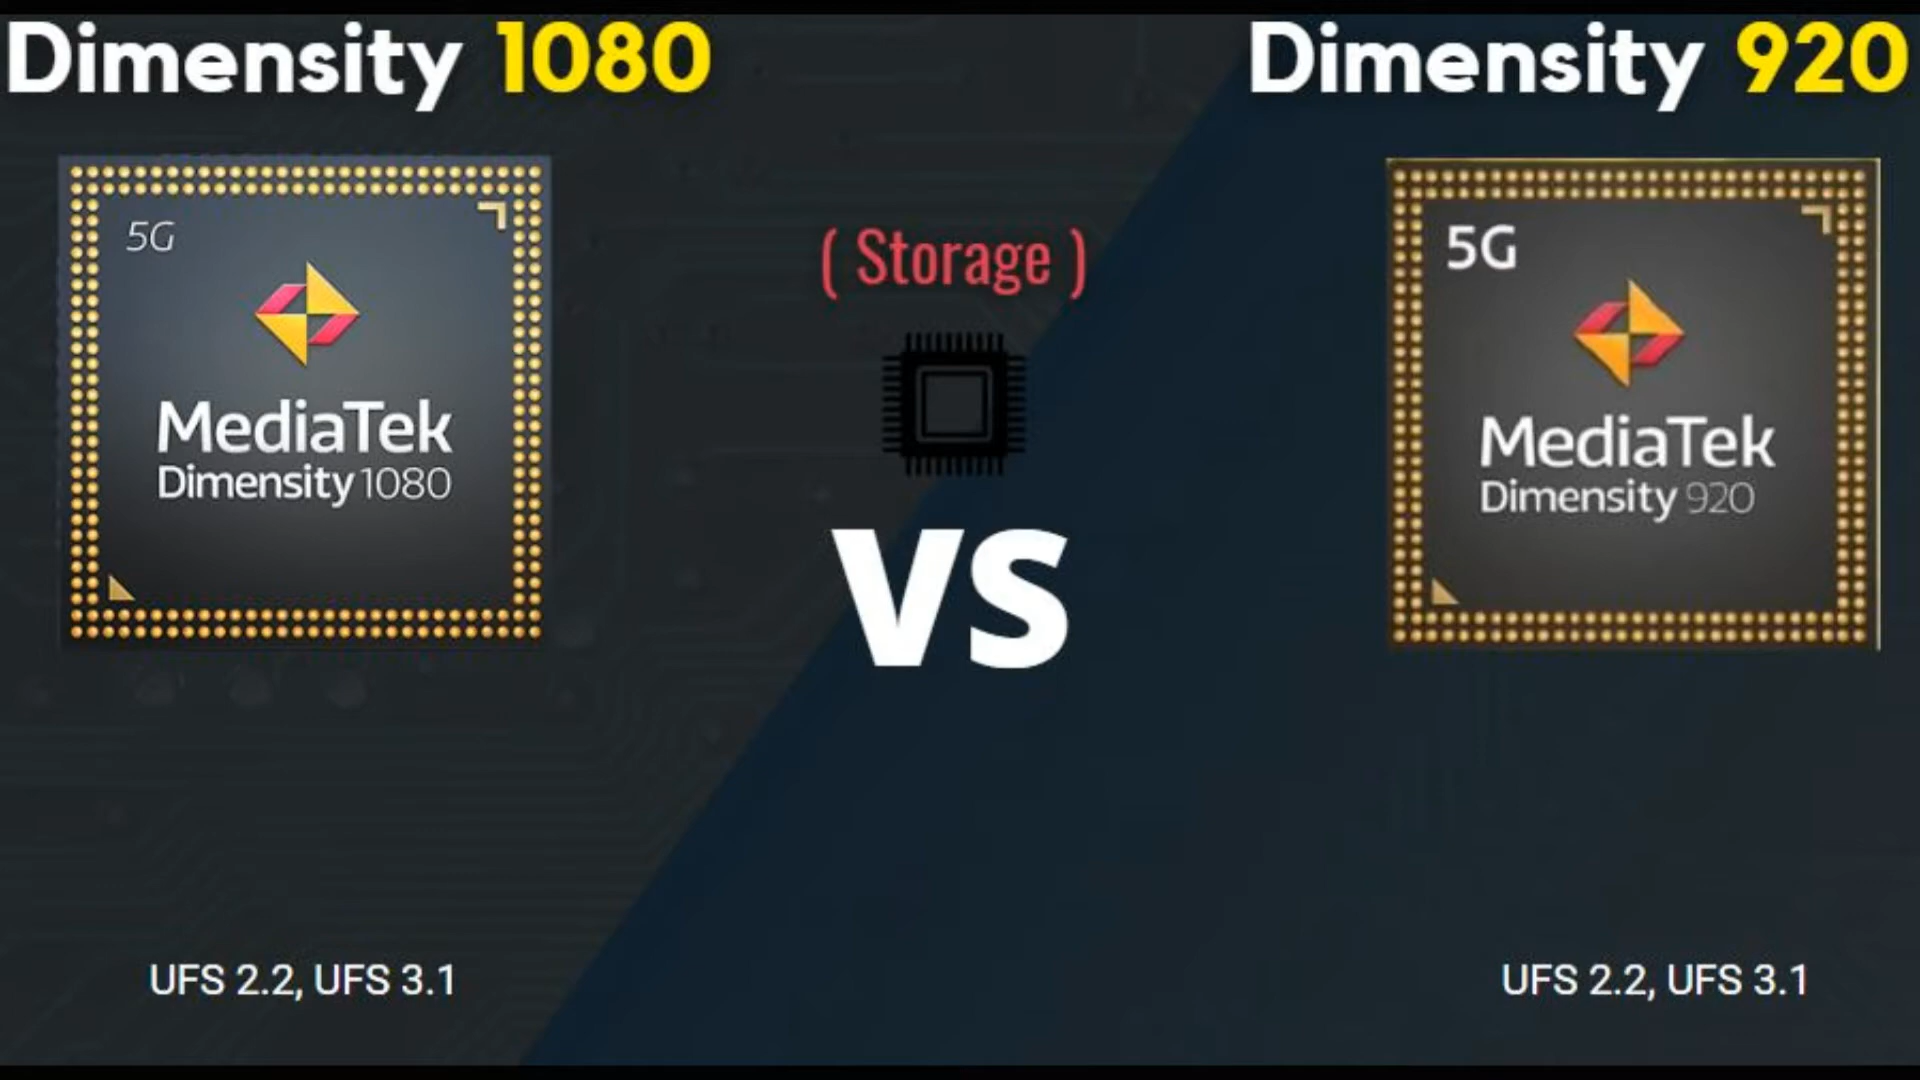 Dimensity 1080
Dimensity 920
5G
MediaTek
Dimensity 1080
( Storage )
VS
5G
MediaTek
Dimensity 920
UFS 2.2, UFS 3.1
UFS 2.2, UFS 3.1